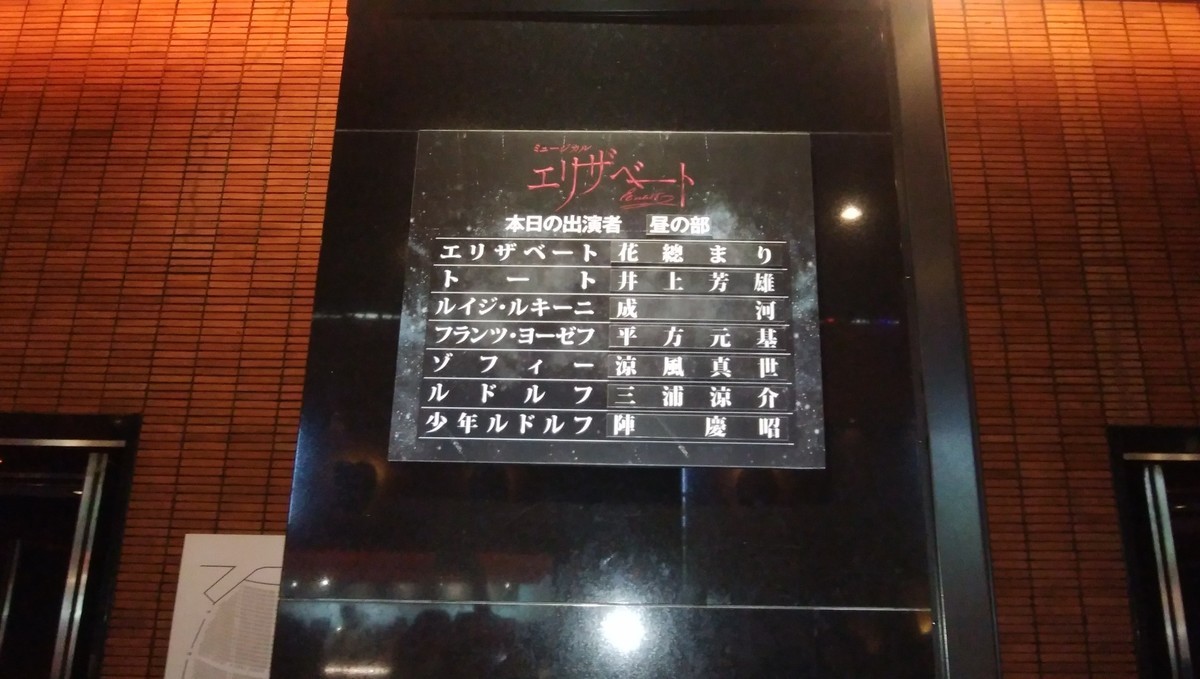 ミュージカル
エリザベート
本日の出演者 昼の部
エリザベート 花總まり
トート 井上芳雄
ルイジ・ルキーニ 成河
フランツ・ヨーゼフ 平方元基
ゾフィー 涼風真世
ルドルフ 三浦涼介
少年ルドルフ 陣慶昭